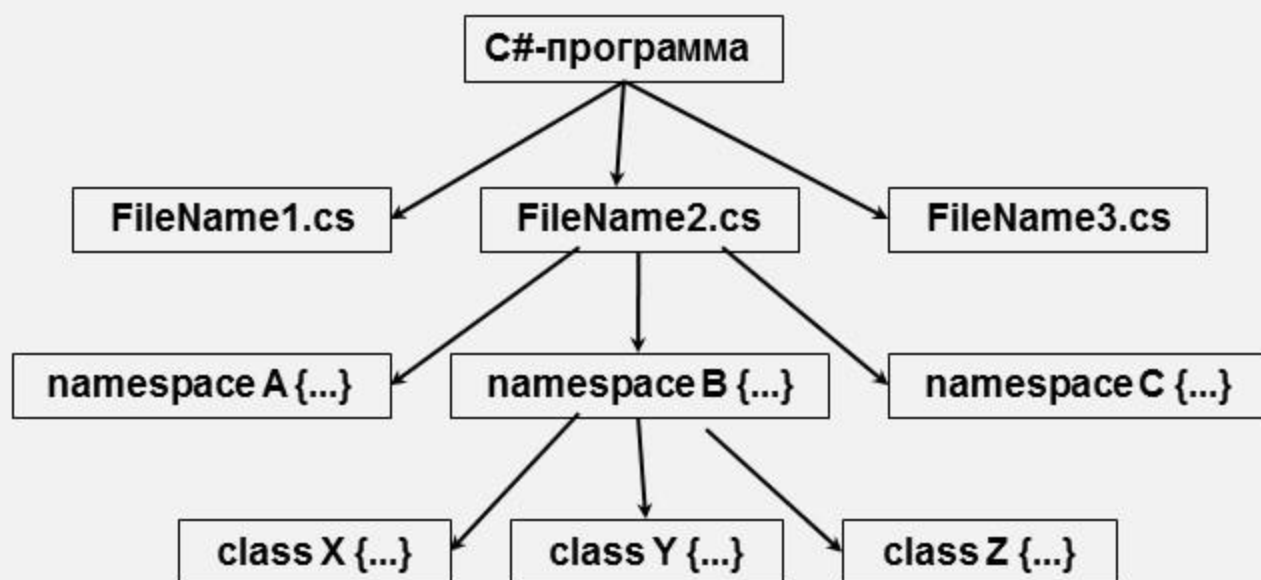 C#-программа
FileName1.cs
FileName2.cs
FileName3.cs
namespace A {...}
namespace B {...}
namespace C {...}
class X {...}
class Y {...}
class Z {...}